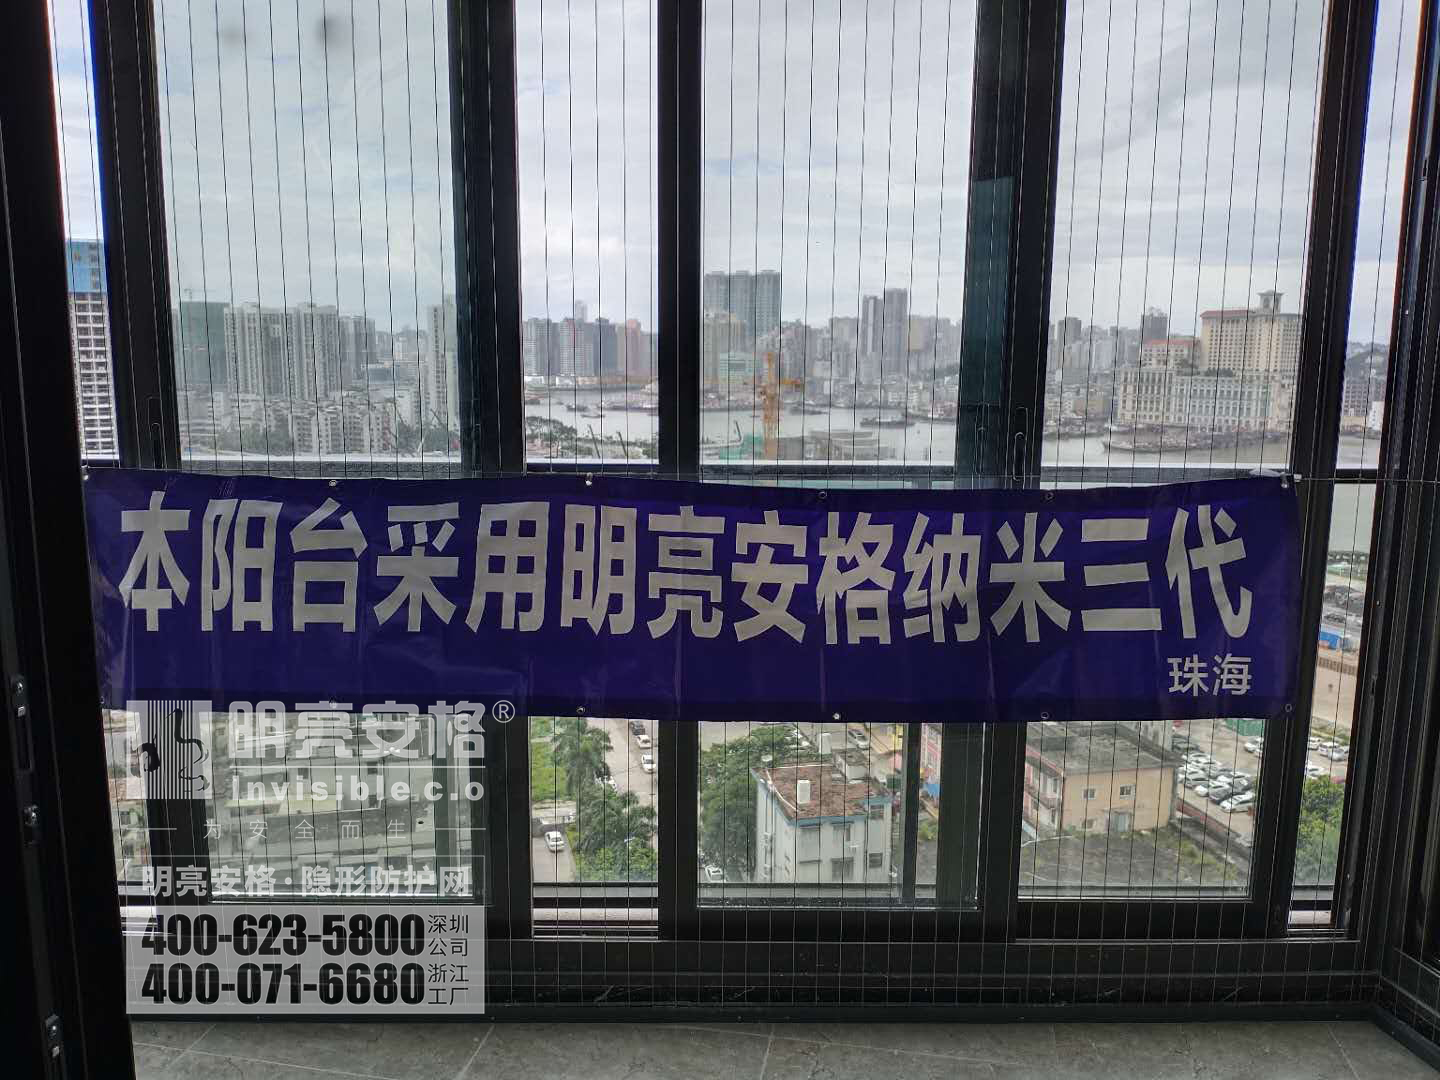 本阳台采用明亮安格纳米三代
珠海
明亮安格®
invisible c.o
为安全而生
明亮安格·隐形防护网
400-623-5800 深圳公司
400-071-6680 浙江工厂